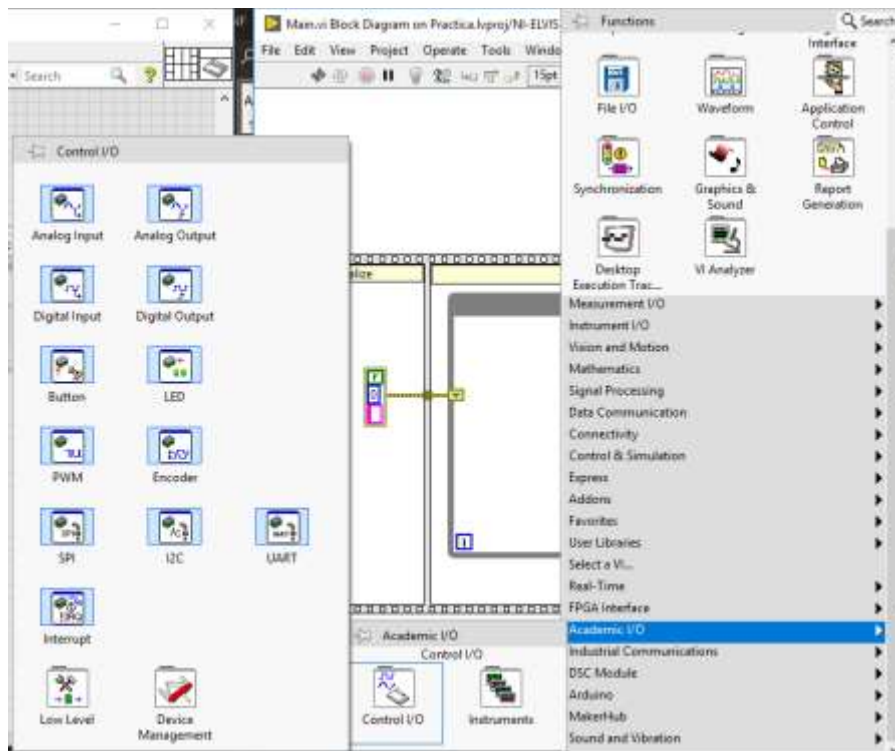 Main.vi Block Diagram on Practica.lvproj/NI-ELVIS
File Edit View Project Operate Tools Windo
15pt
Search
Functions
Search
Interface
File I/O
Waveform
Application Control
Synchronization
Graphics & Sound
Report Generation
Desktop Execution Trac...
VI Analyzer
Measurement I/O
Instrument I/O
Vision and Motion
Mathematics
Signal Processing
Data Communication
Connectivity
Control & Simulation
Express
Addons
Favorites
User Libraries
Select a VI...
Real-Time
FPGA Interface
Academic I/O
Industrial Communications
DSC Module
Arduino
MakerHub
Sound and Vibration
Control I/O
Analog Input
Analog Output
Digital Input
Digital Output
Button
LED
PWM
Encoder
SPI
I2C
UART
Interrupt
Low Level
Device Management
alize
Academic I/O
Control I/O
Control I/O
Instruments